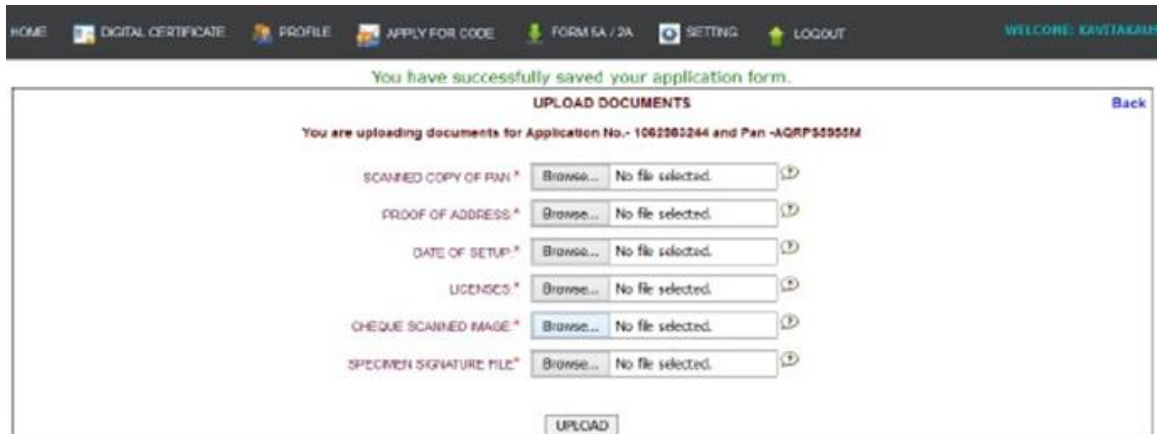 HOME DIGITAL CERTIFICATE PROFILE APPLY FOR CODE FORM 5A / 2A SETTING LOGOUT WELCOME: KAVITAKAUS
You have successfully saved your application form.
UPLOAD DOCUMENTS Back
You are uploading documents for Application No.- and Pan -
SCANNED COPY OF PAN * Browse... No file selected.
PROOF OF ADDRESS.* Browse... No file selected.
DATE OF SETUP.* Browse... No file selected.
LICENSES.* Browse... No file selected.
CHEQUE SCANNED IMAGE.* Browse... No file selected.
SPECIMEN SIGNATURE FILE* Browse... No file selected.
UPLOAD